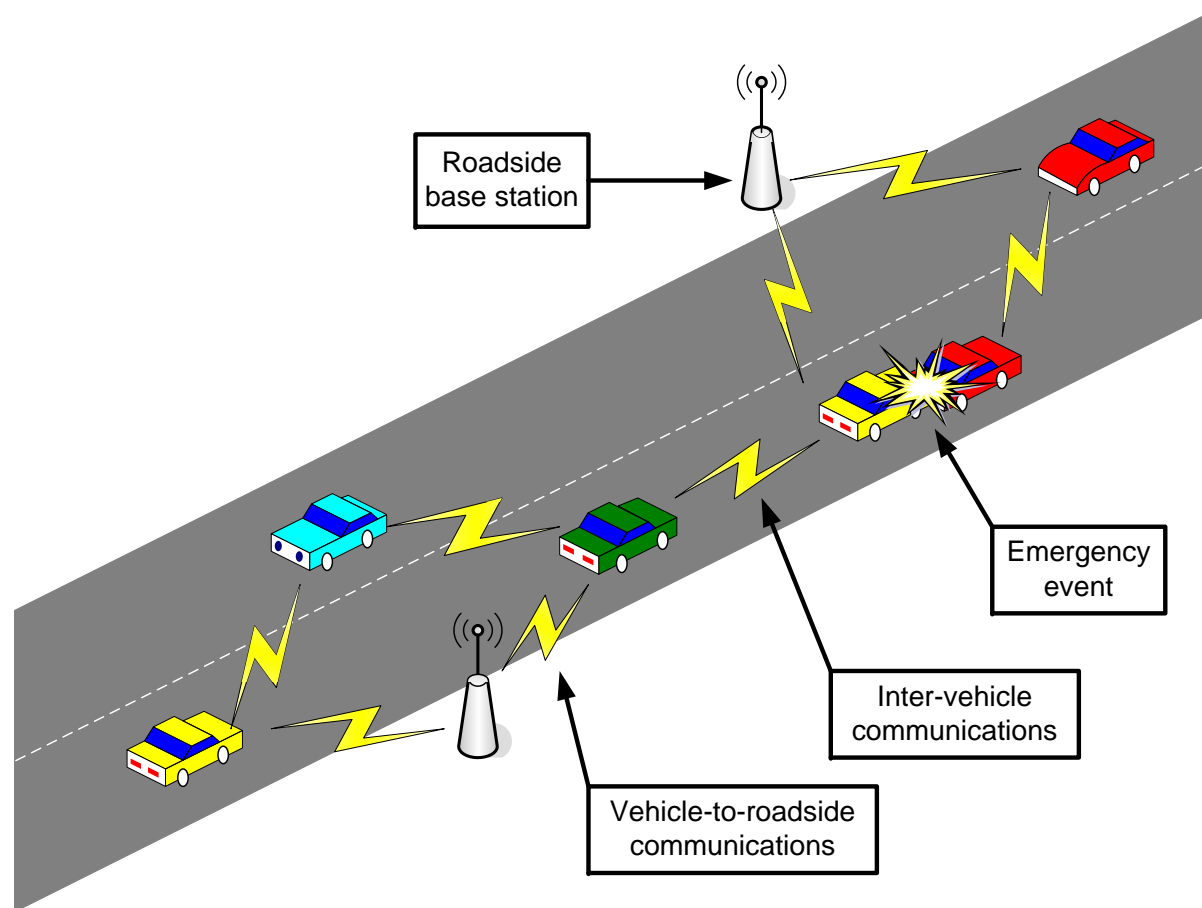 Roadside
base station
Emergency
event
Inter-vehicle
communications
Vehicle-to-roadside
communications